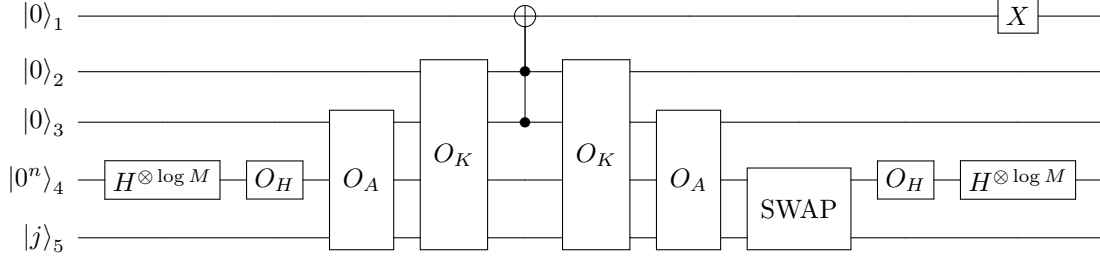 |0⟩₁ X
|0⟩₂
|0⟩₃ O_A O_K O_K O_A
|0ⁿ⟩₄ H^{⊗ log M} O_H SWAP O_H H^{⊗ log M}
|j⟩₅